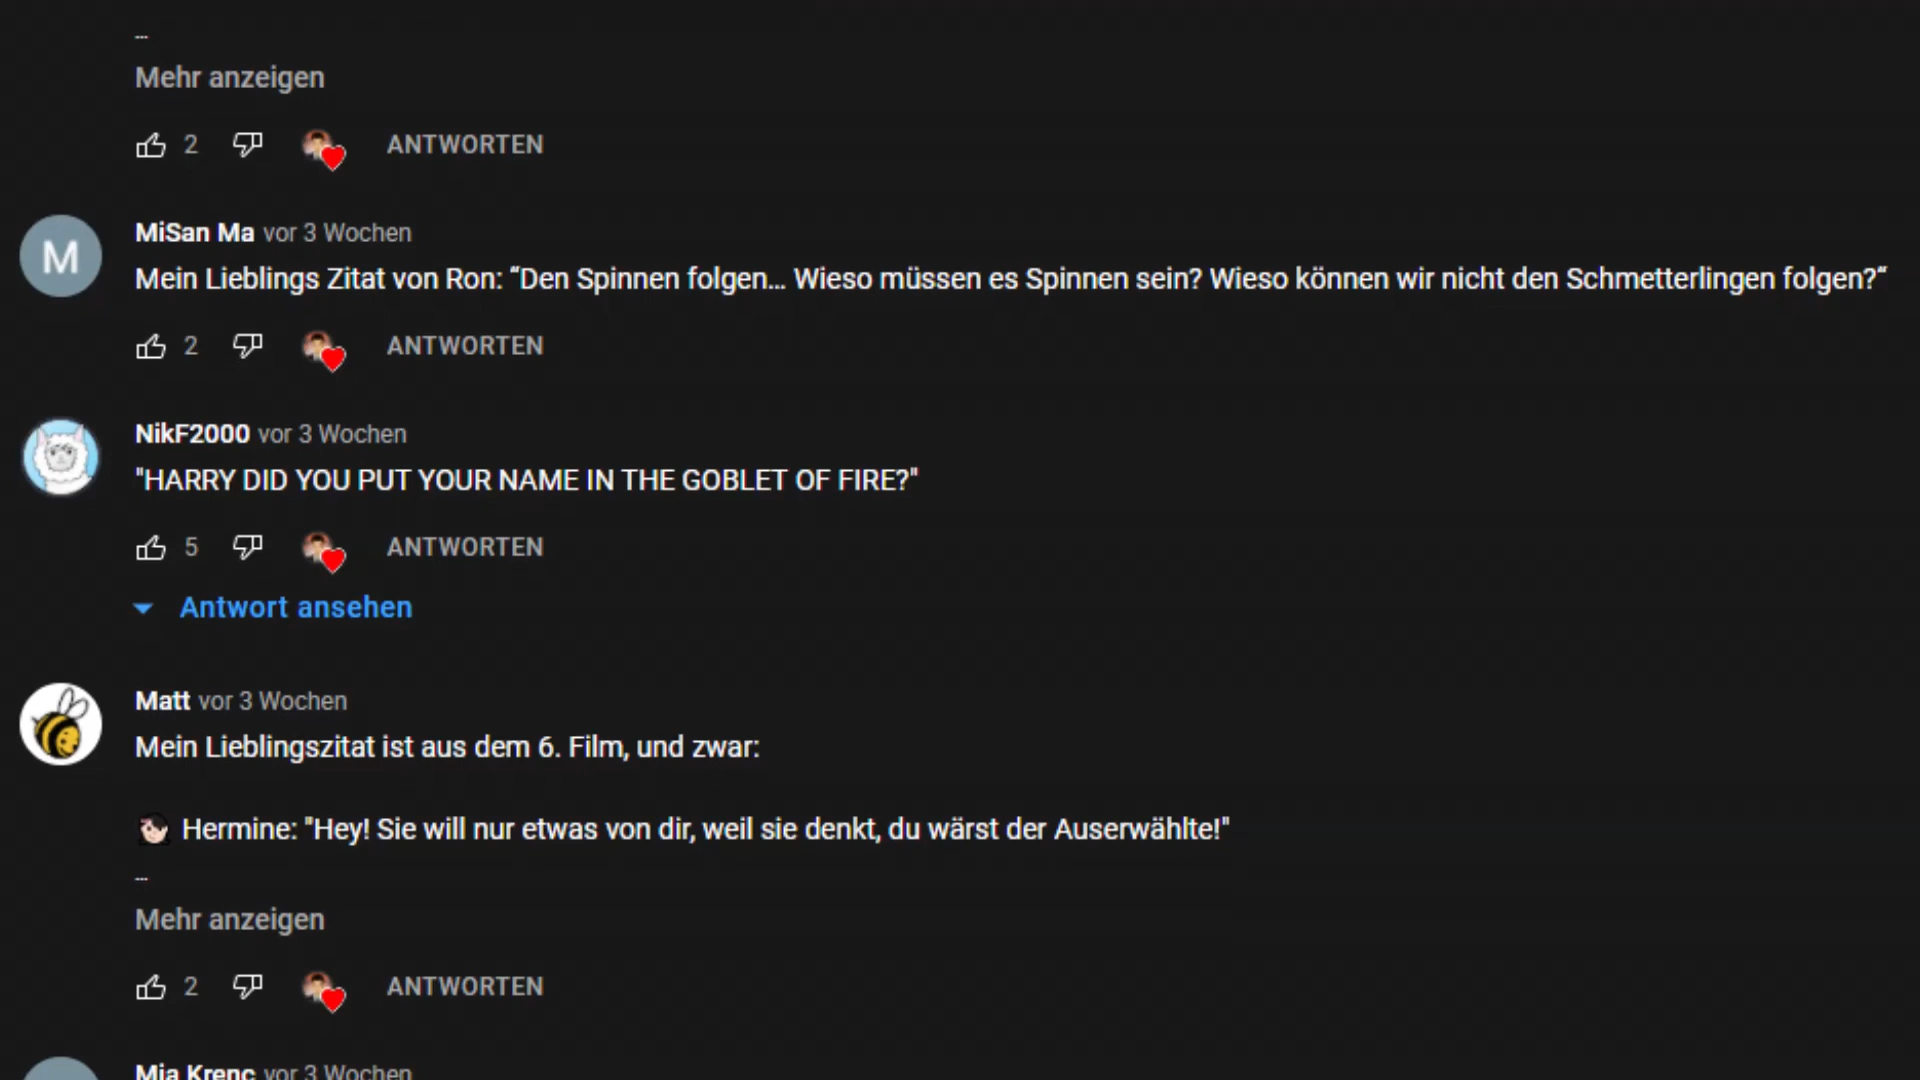 ...
Mehr anzeigen
2 ANTWORTEN
M
MiSan Ma vor 3 Wochen
Mein Lieblings Zitat von Ron: “Den Spinnen folgen... Wieso müssen es Spinnen sein? Wieso können wir nicht den Schmetterlingen folgen?“
2 ANTWORTEN
NikF2000 vor 3 Wochen
"HARRY DID YOU PUT YOUR NAME IN THE GOBLET OF FIRE?"
5 ANTWORTEN
Antwort ansehen
Matt vor 3 Wochen
Mein Lieblingszitat ist aus dem 6. Film, und zwar:
Hermine: "Hey! Sie will nur etwas von dir, weil sie denkt, du wärst der Auserwählte!"
...
Mehr anzeigen
2 ANTWORTEN
Mia Krenc vor 3 Wochen